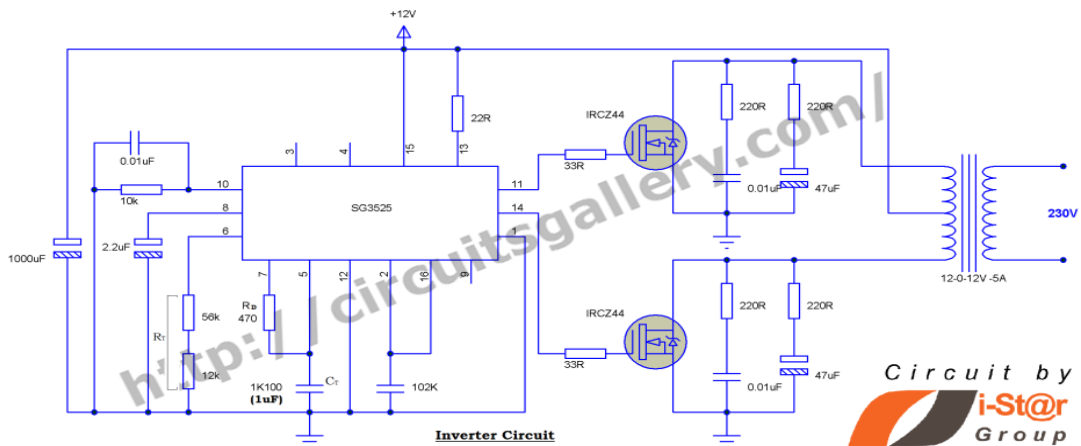 +12V
22R
IRCZ44
220R
220R
0.01uF
47uF
33R
0.01uF
10k
3
4
15
13
10
8
6
SG3525
11
14
1
7
5
12
2
16
9
2.2uF
1000uF
230V
12-0-12V -5A
RB
470
56k
RT
12k
1K100
(1uF)
CT
102K
IRCZ44
33R
220R
220R
0.01uF
47uF
Inverter Circuit
http://circuitsgallery.com/
Circuit by
i-St@r
Group